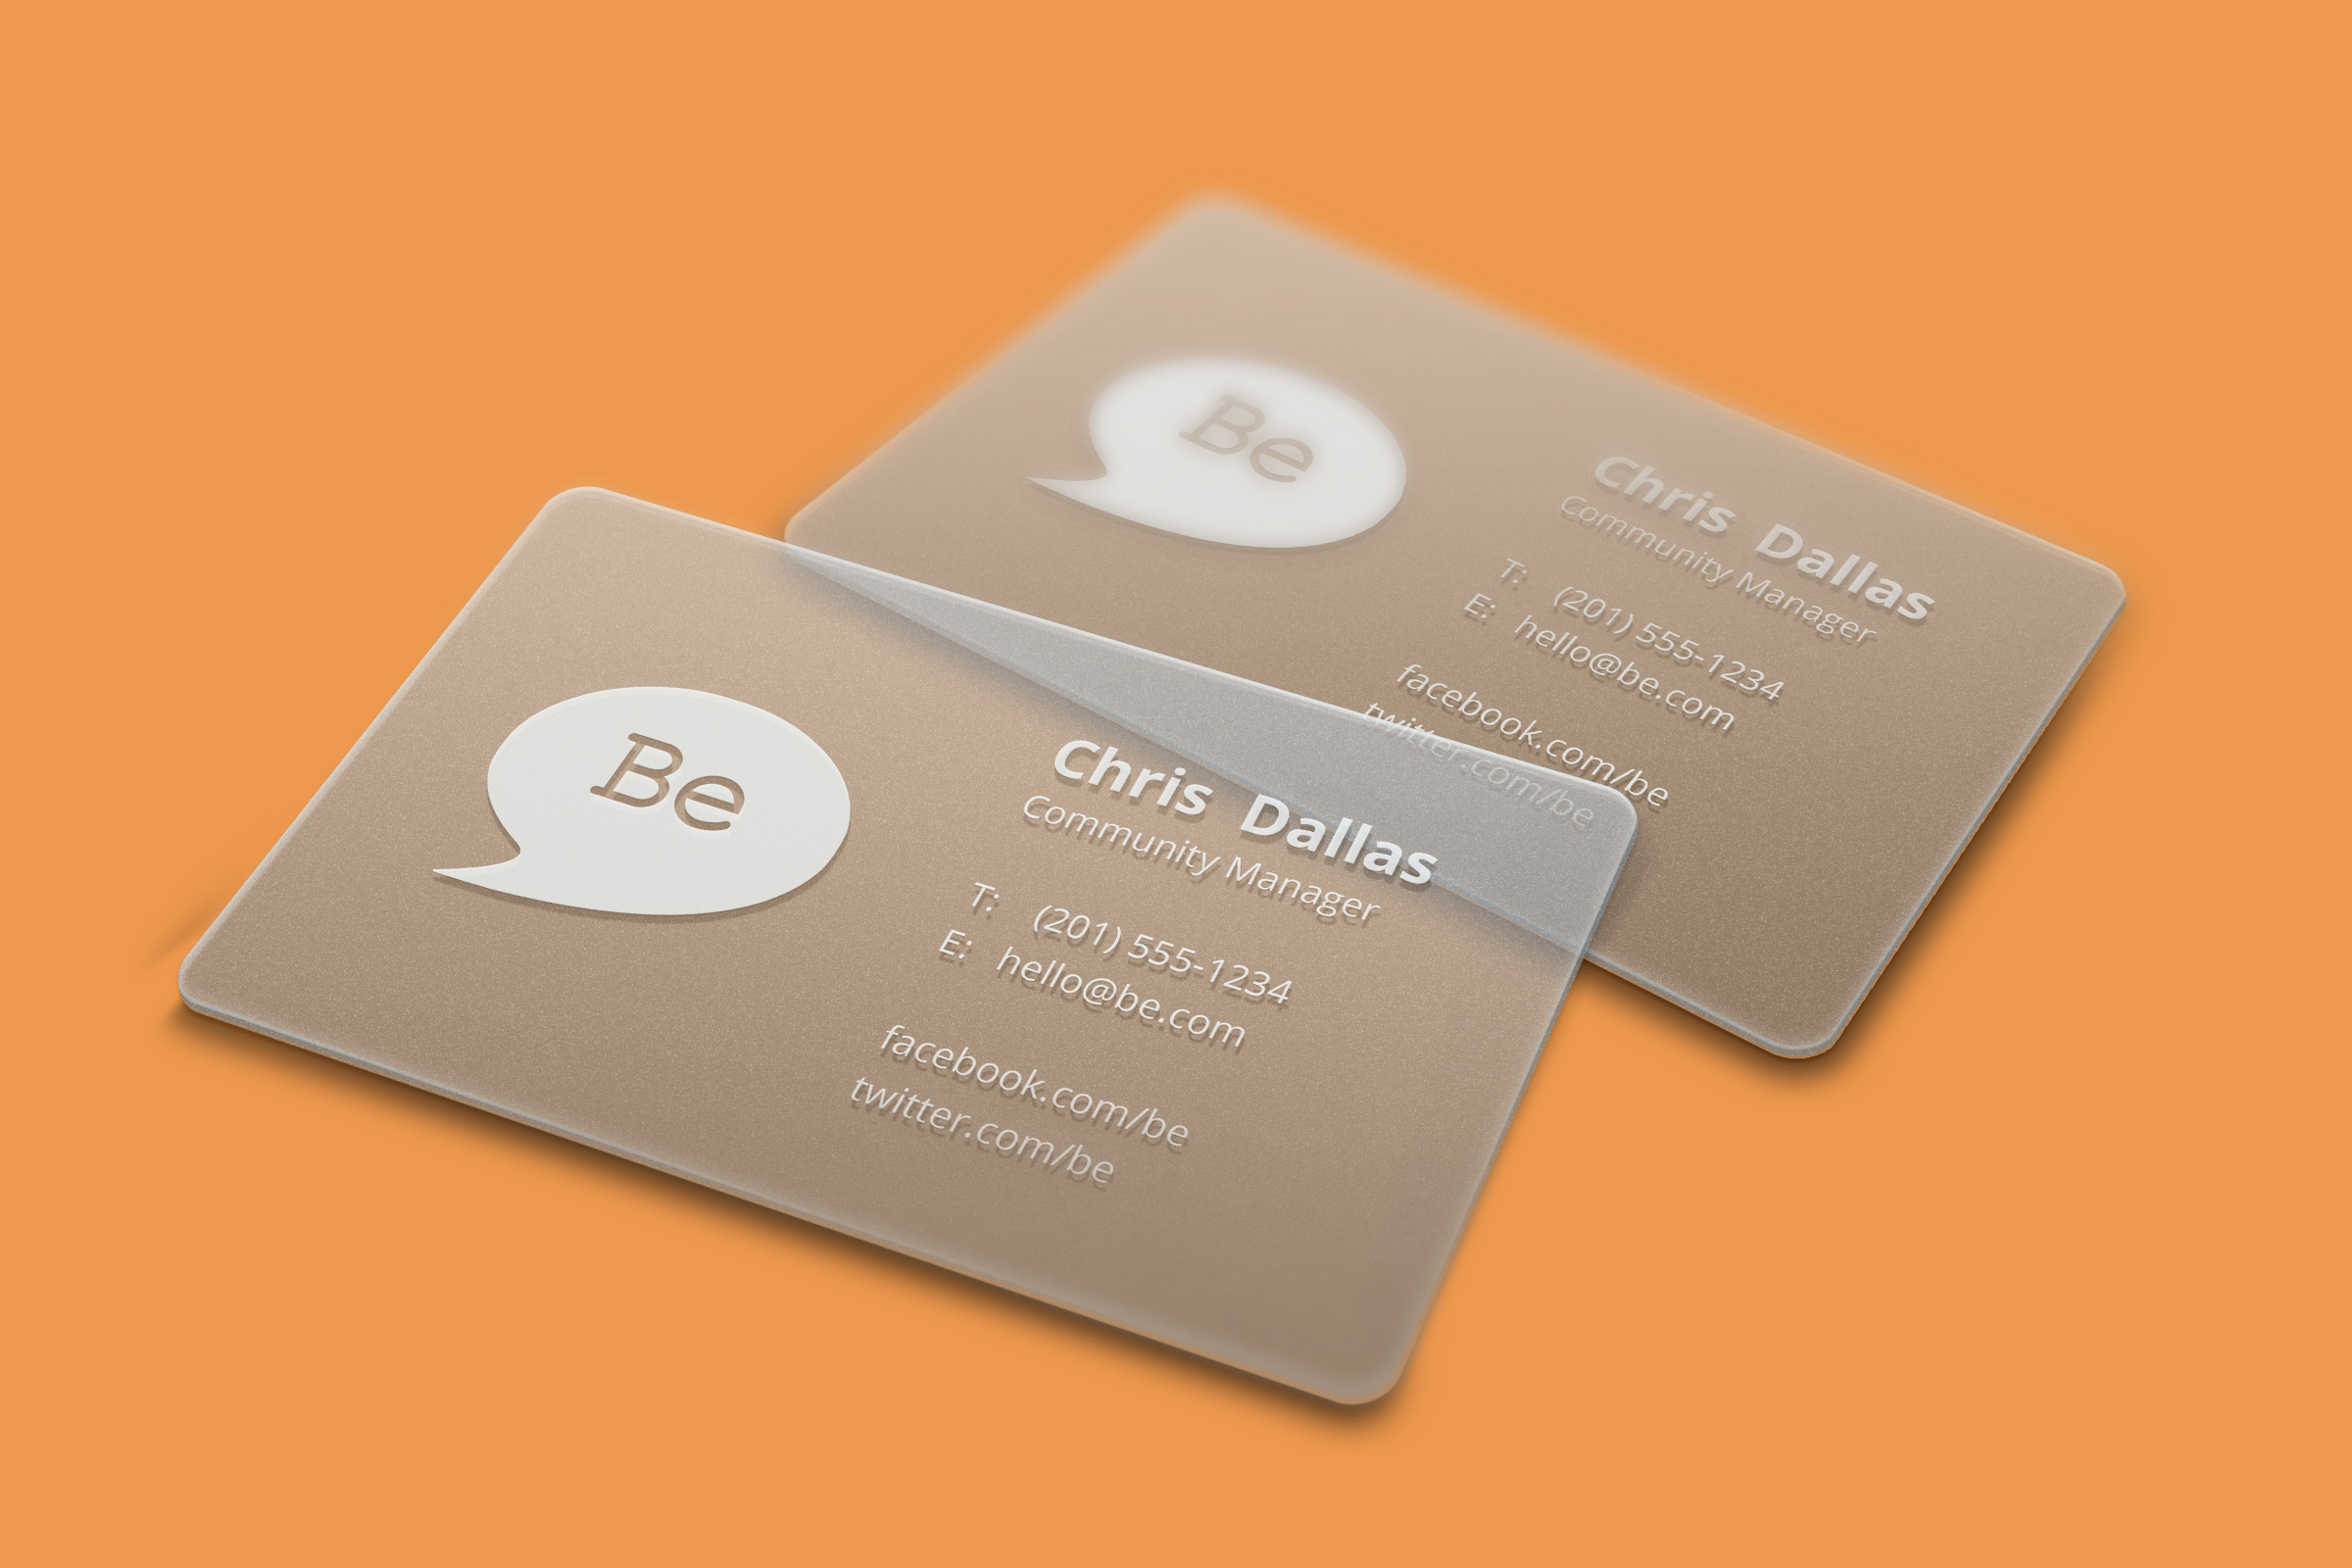 Be
Chris Dallas
Community Manager
T: (201) 555-1234
E: hello@be.com
facebook.com/be
twitter.com/be
Be
Chris Dallas
Community Manager
T: (201) 555-1234
E: hello@be.com
facebook.com/be
twitter.com/be